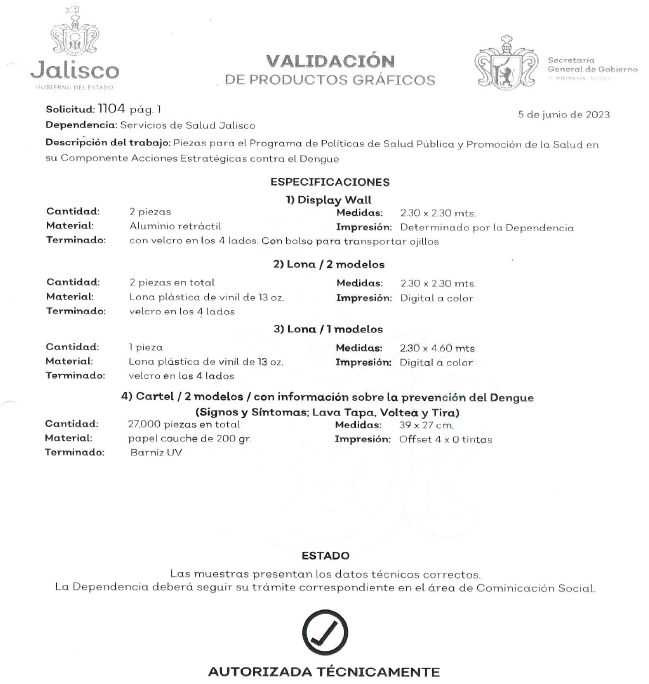 Jalisco
GOBIERNO DEL ESTADO
VALIDACIÓN
DE PRODUCTOS GRÁFICOS
Secretaría
General de Gobierno
Solicitud: 1104 pág. 1
5 de junio de 2023
Dependencia: Servicios de Salud Jalisco
Descripción del trabajo: Piezas para el Programa de Políticas de Salud Pública y Promoción de la Salud en
su Componente Acciones Estratégicas contra el Dengue
ESPECIFICACIONES
1) Display Wall
Cantidad: 2 piezas Medidas: 2.30 x 2.30 mts.
Material: Aluminio retráctil Impresión: Determinado por la Dependencia
Terminado: con velcro en los 4 lados. Con bolso para transportar ojillos
2) Lona / 2 modelos
Cantidad: 2 piezas en total Medidas: 2.30 x 2.30 mts.
Material: Lona plástica de vinil de 13 oz. Impresión: Digital a color
Terminado: velcro en los 4 lados
3) Lona / 1 modelos
Cantidad: 1 pieza Medidas: 2.30 x 4.60 mts.
Material: Lona plástica de vinil de 13 oz. Impresión: Digital a color
Terminado: velcro en los 4 lados
4) Cartel / 2 modelos / con información sobre la prevención del Dengue
(Signos y Síntomas; Lava Tapa, Voltea y Tira)
Cantidad: 27,000 piezas en total Medidas: 39 x 27 cm.
Material: papel couche de 200 gr. Impresión: Offset 4 x 0 tintas
Terminado: Barniz UV
ESTADO
Las muestras presentan los datos técnicos correctos.
La Dependencia deberá seguir su trámite correspondiente en el área de Cominicación Social.
AUTORIZADA TÉCNICAMENTE